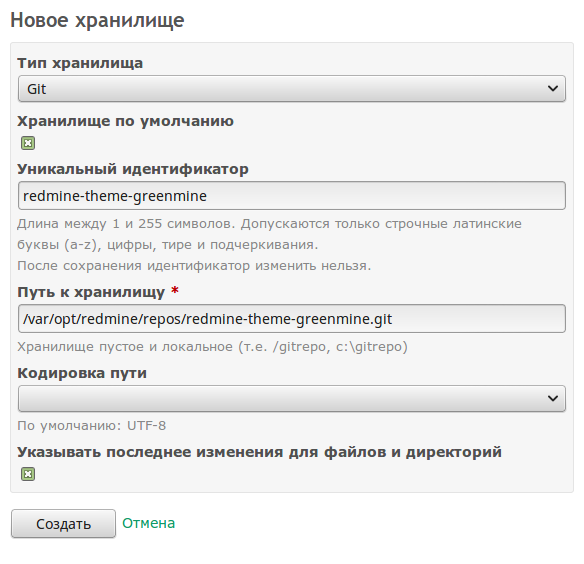 Новое хранилище
Тип хранилища
Git
Хранилище по умолчанию
Уникальный идентификатор
redmine-theme-greenmine
Длина между 1 и 255 символов. Допускаются только строчные латинские
буквы (a-z), цифры, тире и подчеркивания.
После сохранения идентификатор изменить нельзя.
Путь к хранилищу *
/var/opt/redmine/repos/redmine-theme-greenmine.git
Хранилище пустое и локальное (т.е. /gitrepo, c:\gitrepo)
Кодировка пути
По умолчанию: UTF-8
Указывать последнее изменения для файлов и директорий
Создать Отмена